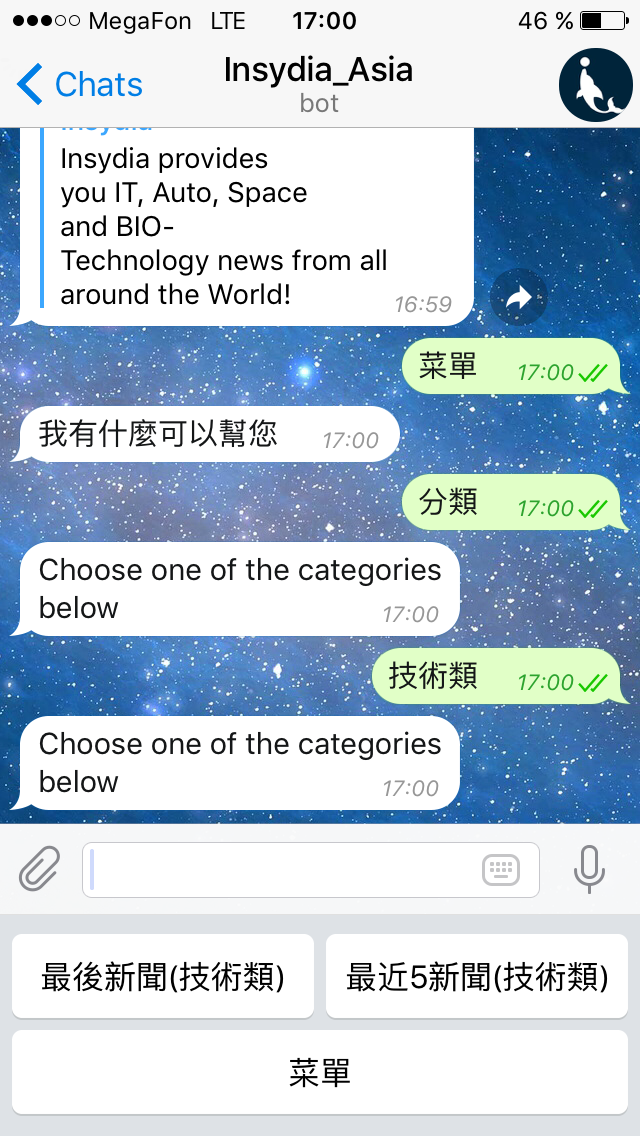 MegaFon LTE 17:00 46 %
Chats
Insydia_Asia
bot
Insydia
Insydia provides
you IT, Auto, Space
and BIO-
Technology news from all
around the World!
16:59
菜單 17:00
我有什麼可以幫您 17:00
分類 17:00
Choose one of the categories
below 17:00
技術類 17:00
Choose one of the categories
below 17:00
最後新聞(技術類)
最近5新聞(技術類)
菜單